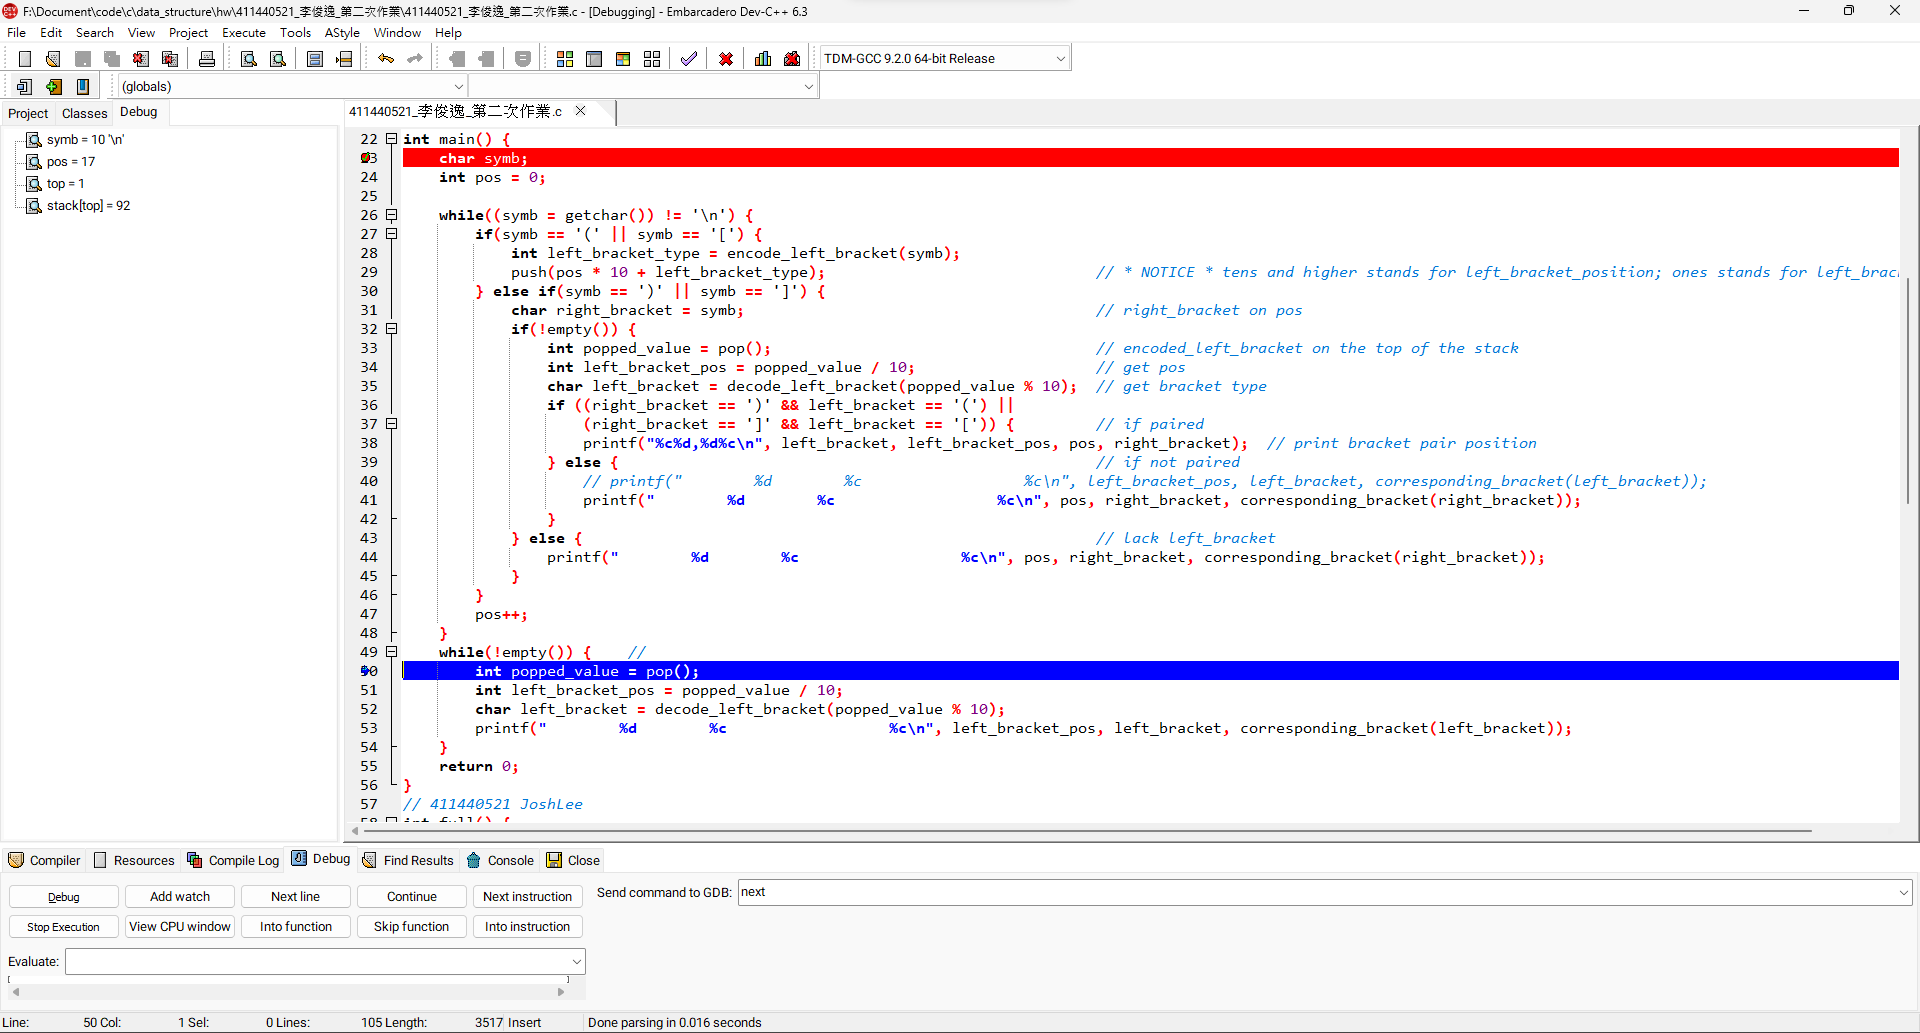 F:\Document\code\c\data_structure\hw\411440521_李俊逸_第二次作業\411440521_李俊逸_第二次作業.c - [Debugging] - Embarcadero Dev-C++ 6.3
File Edit Search View Project Execute Tools AStyle Window Help
TDM-GCC 9.2.0 64-bit Release
(globals)
Project Classes Debug
411440521_李俊逸_第二次作業.c
symb = 10 '\n'
pos = 17
top = 1
stack[top] = 92
22 int main() {
23     char symb;
24     int pos = 0;
25
26     while((symb = getchar()) != '\n') {
27         if(symb == '(' || symb == '[') {
28             int left_bracket_type = encode_left_bracket(symb);
29             push(pos * 10 + left_bracket_type); // * NOTICE * tens and higher stands for left_bracket_position; ones stands for left_brac
30         } else if(symb == ')' || symb == ']') {
31             char right_bracket = symb; // right_bracket on pos
32             if(!empty()) {
33                 int popped_value = pop(); // encoded_left_bracket on the top of the stack
34                 int left_bracket_pos = popped_value / 10; // get pos
35                 char left_bracket = decode_left_bracket(popped_value % 10); // get bracket type
36                 if ((right_bracket == ')' && left_bracket == '(') ||
37                     (right_bracket == ']' && left_bracket == '[')) { // if paired
38                     printf("%c%d,%d%c\n", left_bracket, left_bracket_pos, pos, right_bracket); // print bracket pair position
39                 } else { // if not paired
40                     // printf("        %d        %c                  %c\n", left_bracket_pos, left_bracket, corresponding_bracket(left_bracket));
41                     printf("        %d        %c                  %c\n", pos, right_bracket, corresponding_bracket(right_bracket));
42                 }
43             } else { // lack left_bracket
44                 printf("        %d        %c                  %c\n", pos, right_bracket, corresponding_bracket(right_bracket));
45             }
46         }
47         pos++;
48     }
49     while(!empty()) {    //
50         int popped_value = pop();
51         int left_bracket_pos = popped_value / 10;
52         char left_bracket = decode_left_bracket(popped_value % 10);
53         printf("        %d        %c                  %c\n", left_bracket_pos, left_bracket, corresponding_bracket(left_bracket));
54     }
55     return 0;
56 }
57 // 411440521 JoshLee
58 int full() {
Compiler Resources Compile Log Debug Find Results Console Close
Debug Add watch Next line Continue Next instruction Send command to GDB: next
Stop Execution View CPU window Into function Skip function Into instruction
Evaluate:
Line: 50 Col: 1 Sel: 0 Lines: 105 Length: 3517 Insert Done parsing in 0.016 seconds